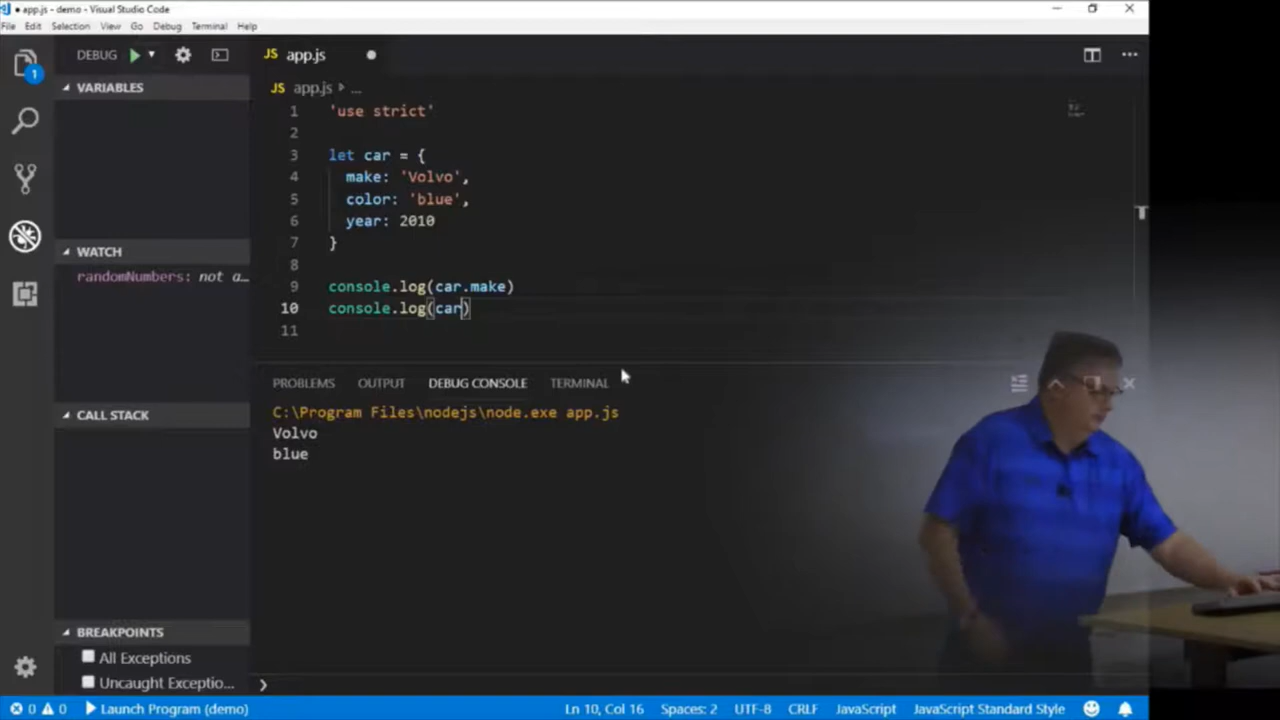 ● app.js - demo - Visual Studio Code
File Edit Selection View Go Debug Terminal Help
DEBUG
JS app.js ●
1
VARIABLES
JS app.js ...
1 'use strict'
2
3 let car = {
4 make: 'Volvo',
5 color: 'blue',
6 year: 2010
7 }
8
9 console.log(car.make)
10 console.log(car)
11
WATCH
randomNumbers: not a…
CALL STACK
PROBLEMS OUTPUT DEBUG CONSOLE TERMINAL
C:\Program Files\nodejs\node.exe app.js
Volvo
blue
BREAKPOINTS
All Exceptions
Uncaught Exceptio…
0 0 Launch Program (demo) Ln 10, Col 16 Spaces: 2 UTF-8 CRLF JavaScript JavaScript Standard Style